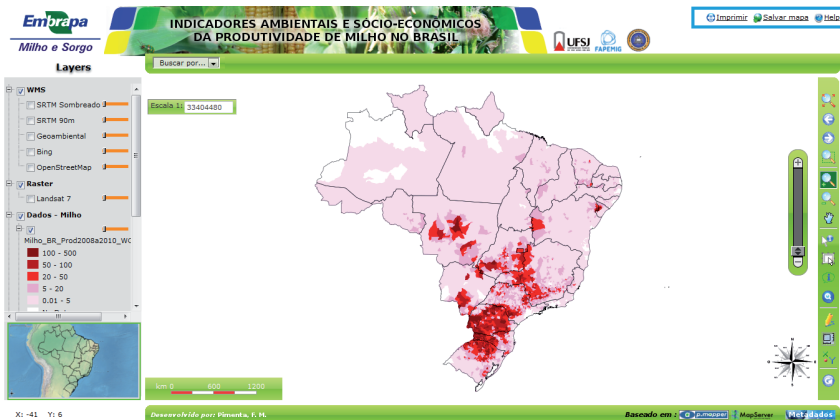 Embrapa
Milho e Sorgo
INDICADORES AMBIENTAIS E SÓCIO-ECONOMICOS
DA PRODUTIVIDADE DE MILHO NO BRASIL
UFSJ
FAPEMIG
Imprimir Salvar mapa Help
Layers
Buscar por...
WMS
SRTM Sombreado
SRTM 90m
Geoambiental
Bing
OpenStreetMap
Raster
Landsat 7
Dados - Milho
Milho_BR_Prod2008a2010_WG
100 - 500
50 - 100
20 - 50
5 - 20
0.01 - 5
Escala 1: 33404480
km 0 600 1200
X: -41 Y: 6
Desenvolvido por: Pimenta, F. M.
Baseado em : p.mapper MapServer Metadados